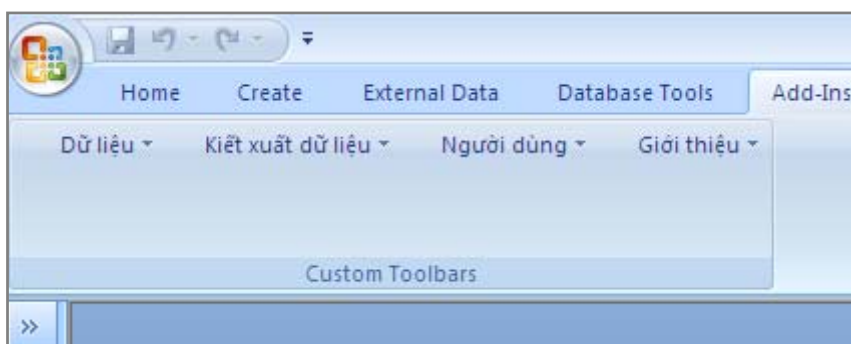 Home Create External Data Database Tools Add-Ins
Dữ liệu Kiết xuất dữ liệu Người dùng Giới thiệu
Custom Toolbars